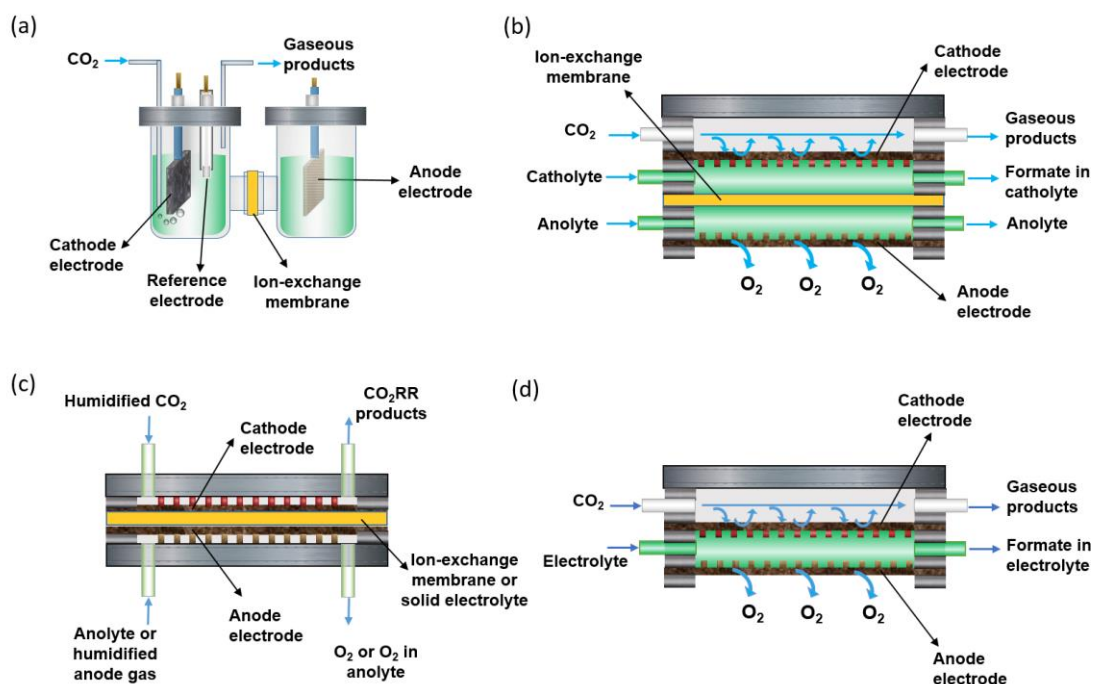 (a)
CO₂
Gaseous
products
Anode
electrode
Cathode
electrode
Reference
electrode
Ion-exchange
membrane
(b)
Ion-exchange
membrane
Cathode
electrode
CO₂
Gaseous
products
Catholyte
Formate in
catholyte
Anolyte
Anolyte
O₂
O₂
O₂
Anode
electrode
(c)
Humidified CO₂
CO₂RR
products
Cathode
electrode
Ion-exchange
membrane or
solid electrolyte
Anode
electrode
Anolyte or
humidified
anode gas
O₂ or O₂ in
anolyte
(d)
Cathode
electrode
CO₂
Gaseous
products
Electrolyte
Formate in
electrolyte
O₂
O₂
O₂
Anode
electrode